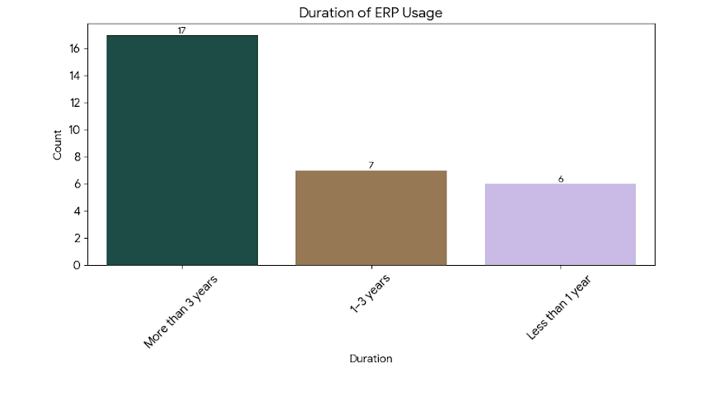 Duration of ERP Usage
17
16
14
12
10
8
6
4
2
0
Count
7
6
More than 3 years
1-3 years
Less than 1 year
Duration